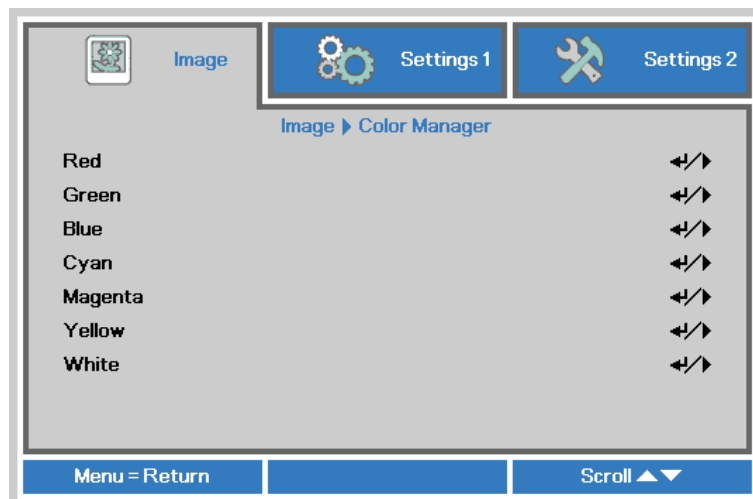 Image Settings 1 Settings 2
Image ▶ Color Manager
Red ↵/▶
Green ↵/▶
Blue ↵/▶
Cyan ↵/▶
Magenta ↵/▶
Yellow ↵/▶
White ↵/▶
Menu = Return Scroll ▲▼